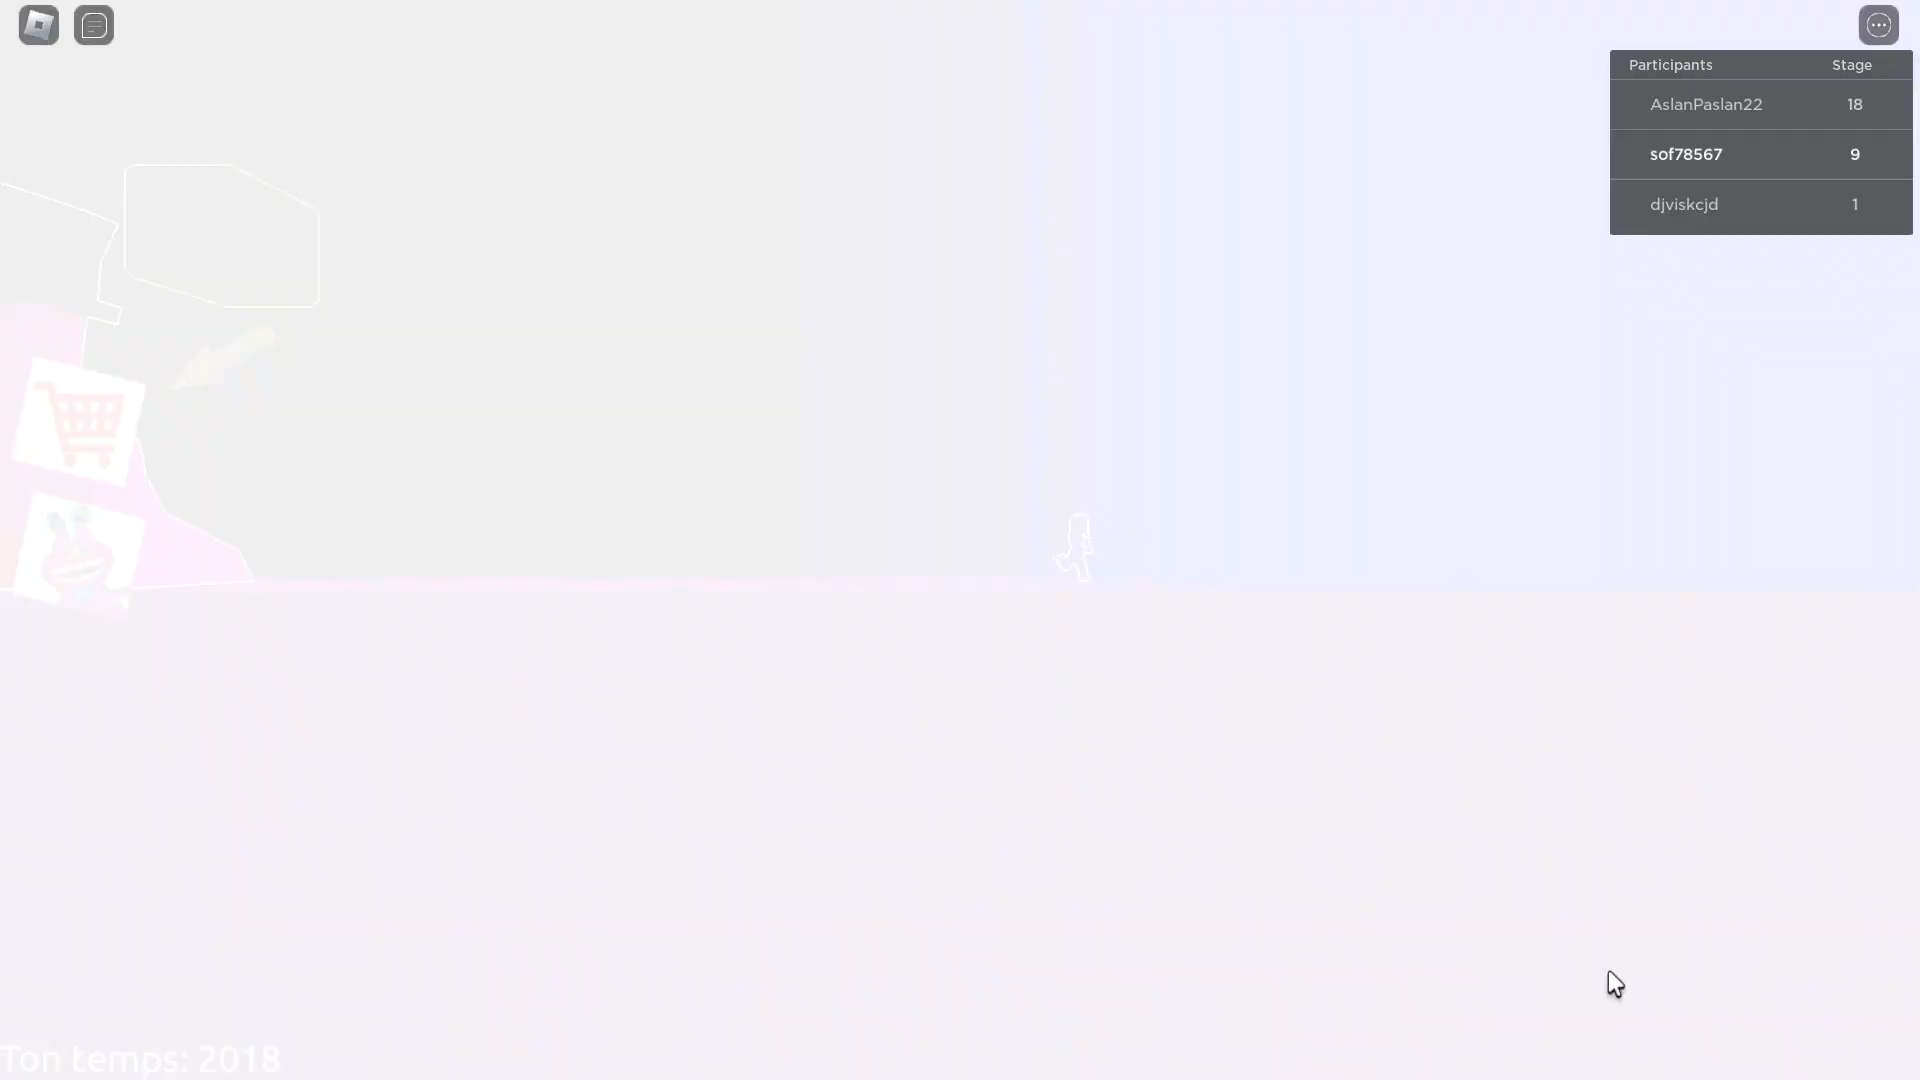 Participants Stage
AslanPaslan22 18
sof78567 9
djviskcjd 1
Ton temps: 2018